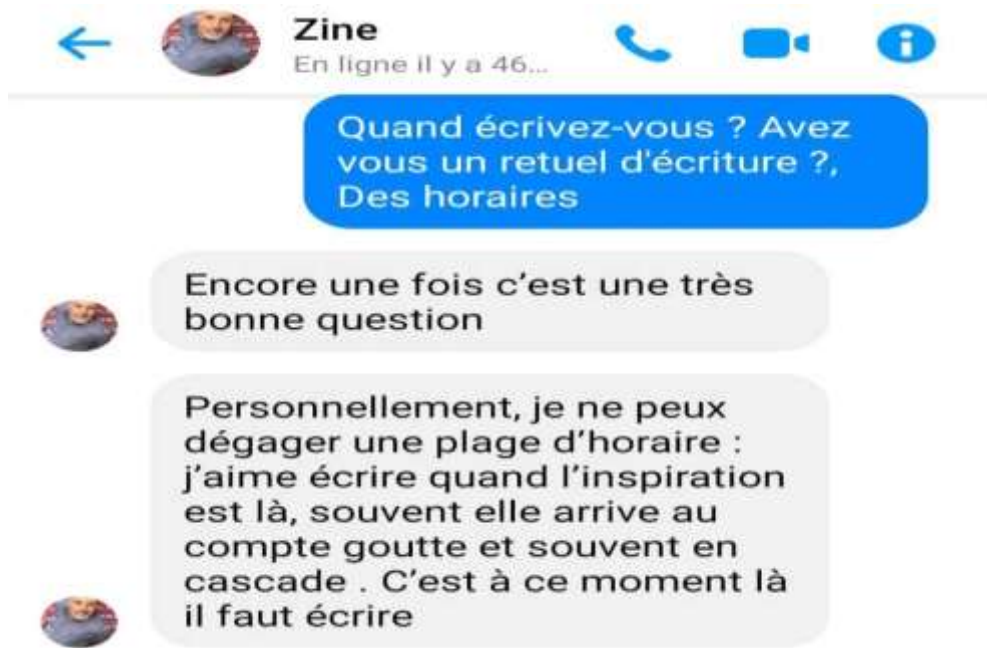 Zine
En ligne il y a 46...
Quand écrivez-vous ? Avez
vous un retuel d'écriture ?,
Des horaires
Encore une fois c'est une très
bonne question
Personnellement, je ne peux
dégager une plage d'horaire :
j'aime écrire quand l'inspiration
est là, souvent elle arrive au
compte goutte et souvent en
cascade . C'est à ce moment là
il faut écrire